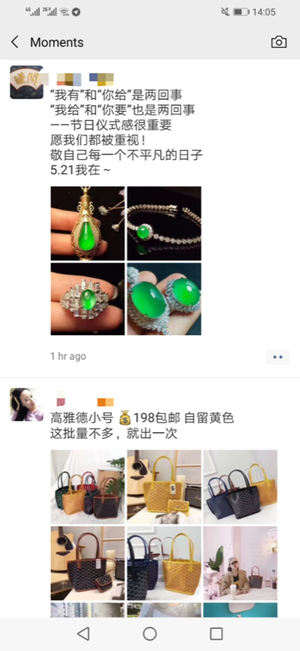 14:05
Moments
“我有”和“你给”是两回事
“我给”和“你要”也是两回事
——节日仪式感很重要
愿我们都被重视！
敬自己每一个不平凡的日子
5.21我在～
1 hr ago
高雅德小号💰198包邮 自留黄色
这批量不多，就出一次